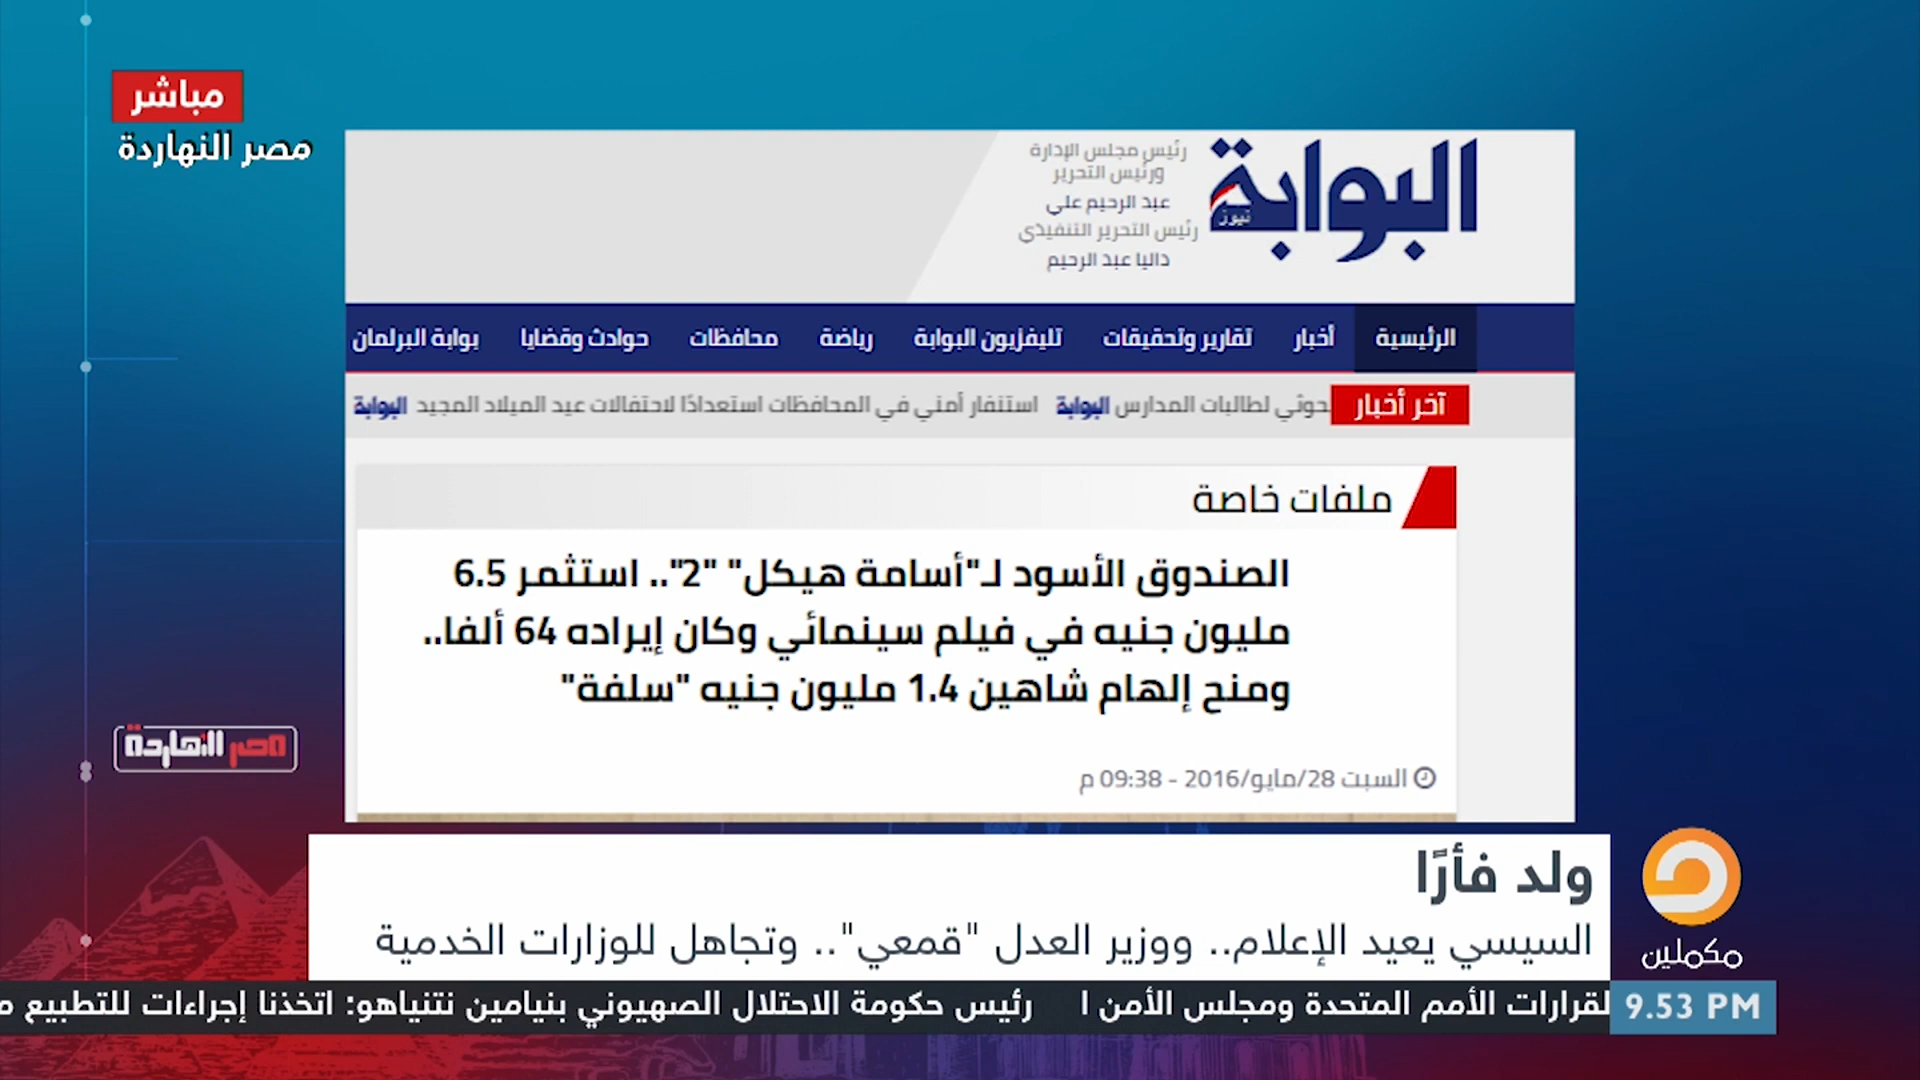 مباشر
مصر النهاردة
البوابة
نيوز
رئيس مجلس الإدارة
ورئيس التحرير
عبد الرحيم علي
رئيس التحرير التنفيذي
داليا عبد الرحيم
الرئيسية أخبار تقارير وتحقيقات تليفزيون البوابة رياضة محافظات حوادث وقضايا بوابة البرلمان
آخر أخبار حوثي لطالبات المدارس البوابة استنفار أمني في المحافظات استعدادًا لاحتفالات عيد الميلاد المجيد البوابة
ملفات خاصة
الصندوق الأسود لـ"أسامة هيكل" "2".. استثمر 6.5
مليون جنيه في فيلم سينمائي وكان إيراده 64 ألفا..
ومنح إلهام شاهين 1.4 مليون جنيه "سلفة"
السبت 28/مايو/2016 - 09:38 م
مصر النهاردة
ولد فأرًا
السيسي يعيد الإعلام.. ووزير العدل "قمعي".. وتجاهل للوزارات الخدمية
مكملين
9.53 PM
لقرارات الأمم المتحدة ومجلس الأمن ا رئيس حكومة الاحتلال الصهيوني بنيامين نتنياهو: اتخذنا إجراءات للتطبيع م